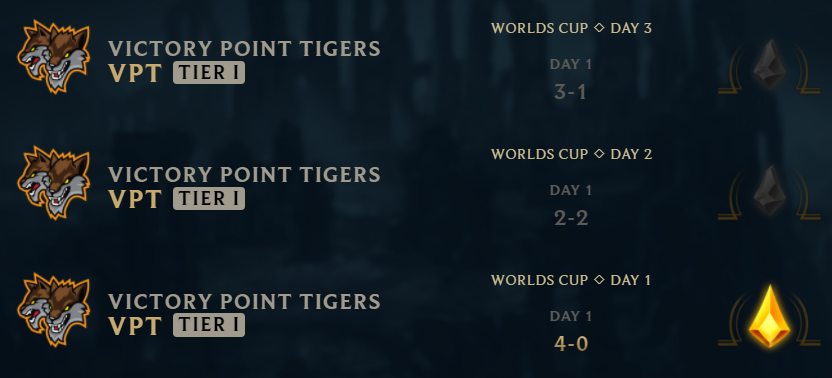 VICTORY POINT TIGERS
VPT TIER I
WORLDS CUP ◇ DAY 3
DAY 1
3-1
VICTORY POINT TIGERS
VPT TIER I
WORLDS CUP ◇ DAY 2
DAY 1
2-2
VICTORY POINT TIGERS
VPT TIER I
WORLDS CUP ◇ DAY 1
DAY 1
4-0